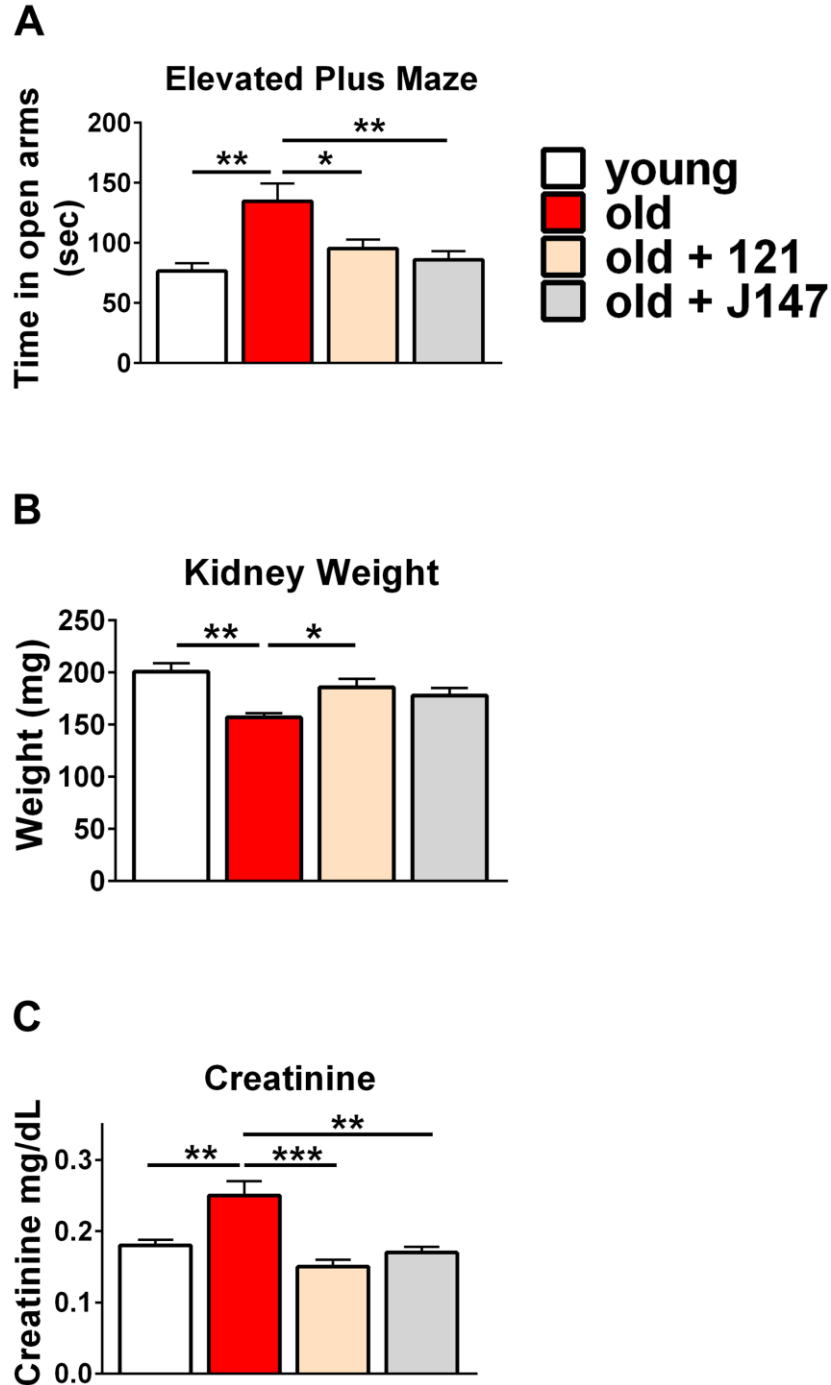 A
Elevated Plus Maze
Time in open arms
(sec)
200
150
100
50
0
**
*
**
young
old
old + 121
old + J147
B
Kidney Weight
Weight (mg)
250
200
150
100
50
0
**
*
C
Creatinine
Creatinine mg/dL
0.3
0.2
0.1
0.0
**
***
**